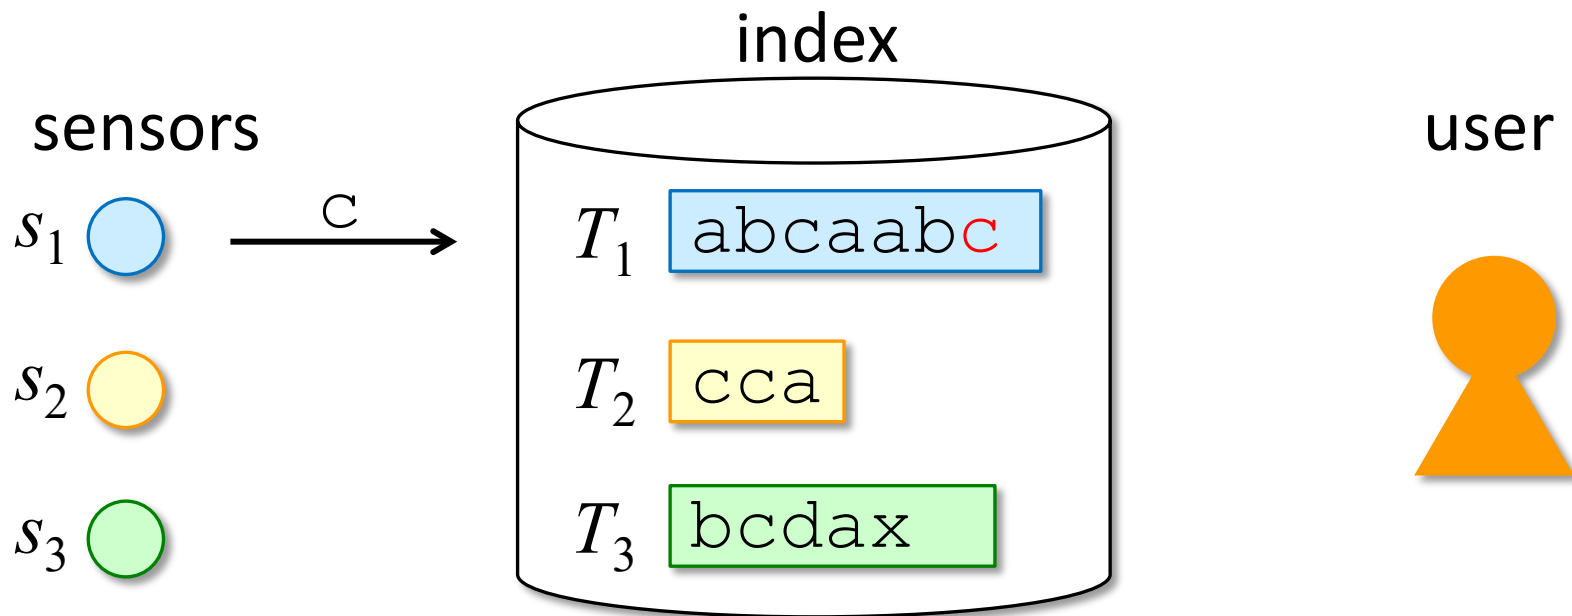 index
sensors
user
s1
c
T1 abcaabc
s2
T2 cca
s3
T3 bcdax